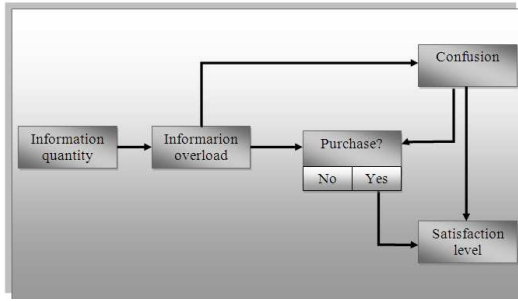 Confusion
Information
quantity
Informarion
overload
Purchase?
No Yes
Satisfaction
level